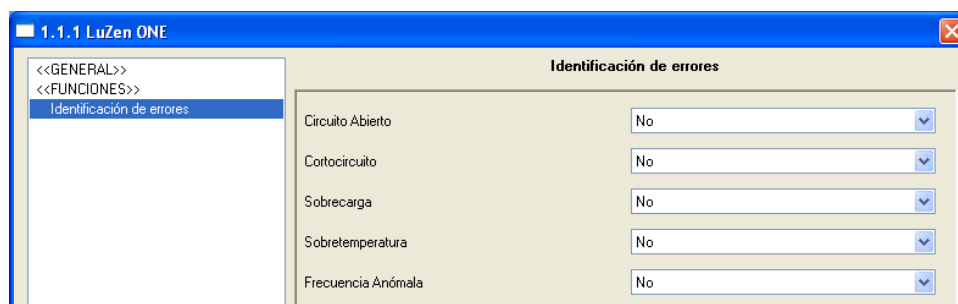 1.1.1 LuZen ONE
<<GENERAL>>
<<FUNCIONES>>
Identificación de errores
Identificación de errores
Circuito Abierto
No
Cortocircuito
No
Sobrecarga
No
Sobretemperatura
No
Frecuencia Anómala
No